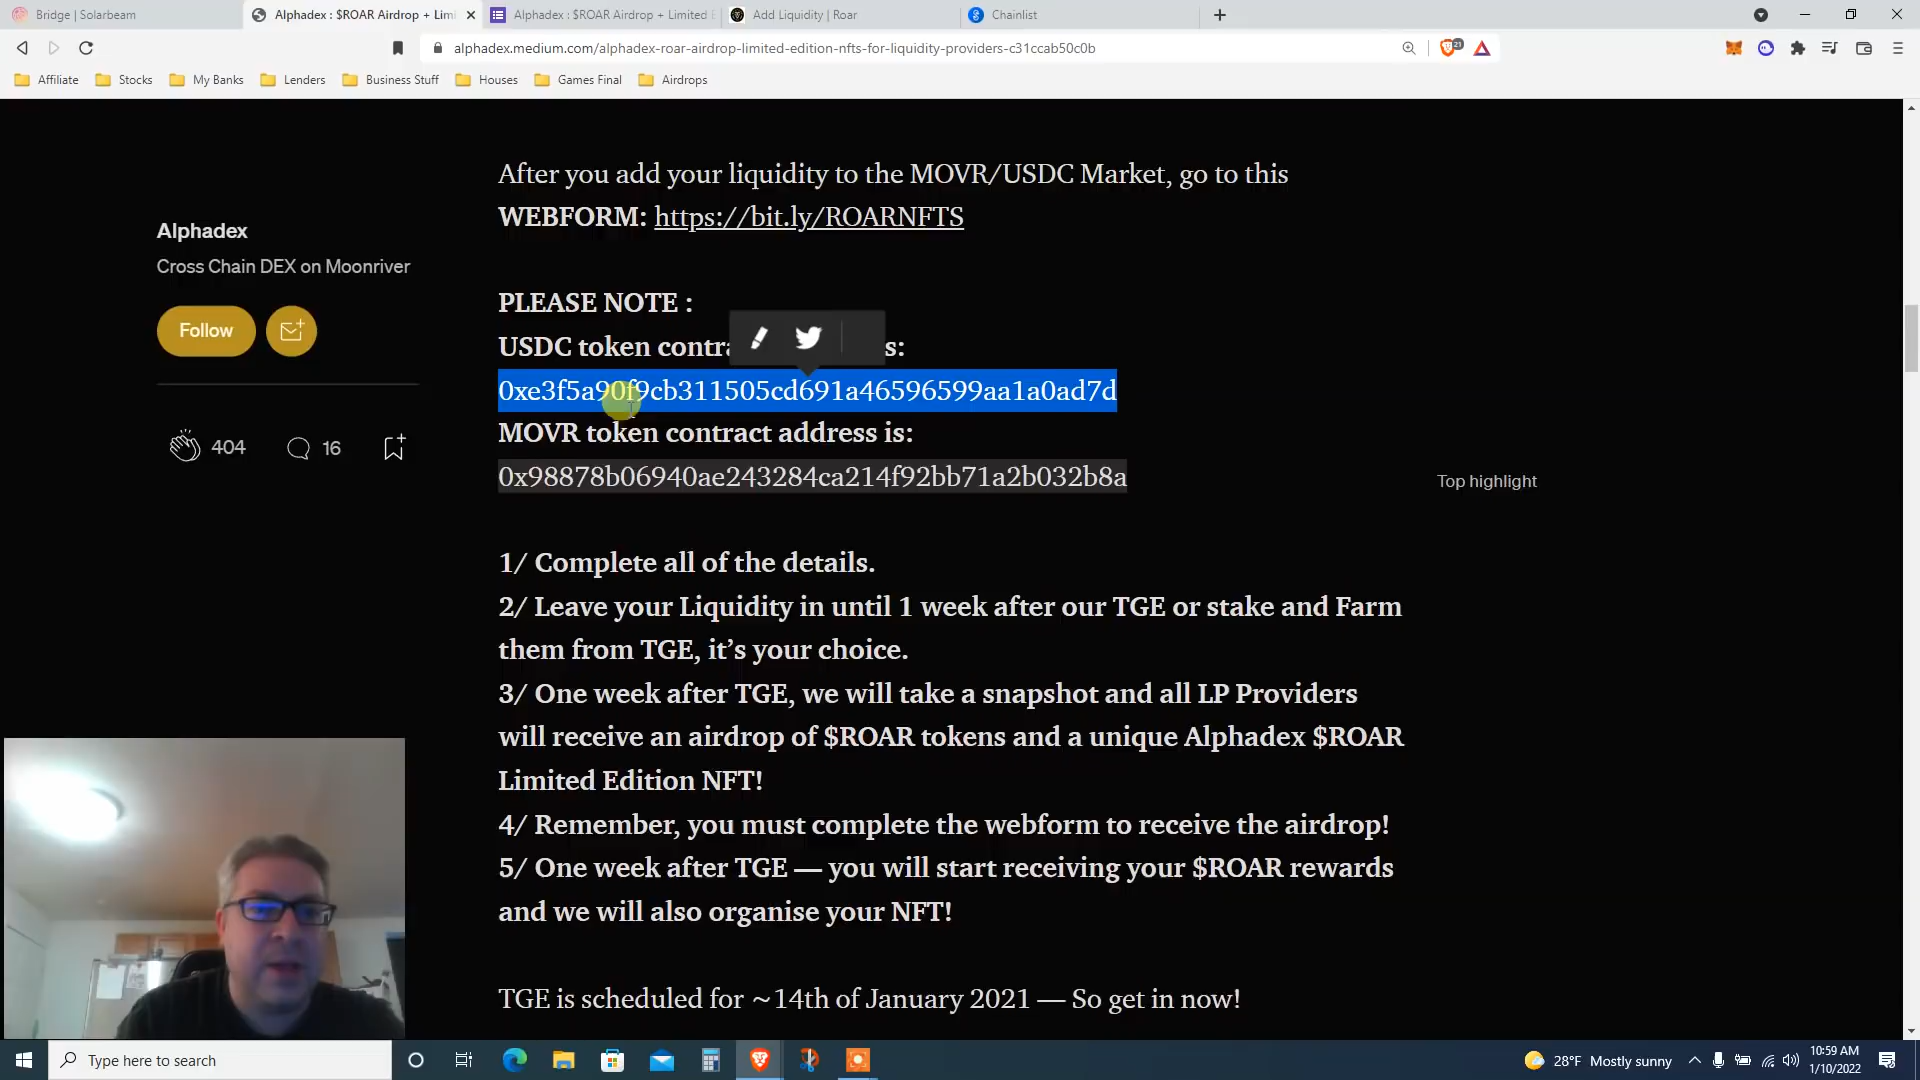 Bridge | Solarbeam
Alphadex : $ROAR Airdrop + Limi
Alphadex : $ROAR Airdrop + Limited E
Add Liquidity | Roar
Chainlist
alphadex.medium.com/alphadex-roar-airdrop-limited-edition-nfts-for-liquidity-providers-c31ccab50c0b
21
Affiliate
Stocks
My Banks
Lenders
Business Stuff
Houses
Games Final
Airdrops
Alphadex
Cross Chain DEX on Moonriver
Follow
404
16
After you add your liquidity to the MOVR/USDC Market, go to this
WEBFORM: https://bit.ly/ROARNFTS
PLEASE NOTE :
USDC token contra s:
0xe3f5a90f9cb311505cd691a46596599aa1a0ad7d
MOVR token contract address is:
0x98878b06940ae243284ca214f92bb71a2b032b8a
Top highlight
1/ Complete all of the details.
2/ Leave your Liquidity in until 1 week after our TGE or stake and Farm
them from TGE, it’s your choice.
3/ One week after TGE, we will take a snapshot and all LP Providers
will receive an airdrop of $ROAR tokens and a unique Alphadex $ROAR
Limited Edition NFT!
4/ Remember, you must complete the webform to receive the airdrop!
5/ One week after TGE — you will start receiving your $ROAR rewards
and we will also organise your NFT!
TGE is scheduled for ~14th of January 2021 — So get in now!
Type here to search
28°F Mostly sunny
10:59 AM
1/10/2022